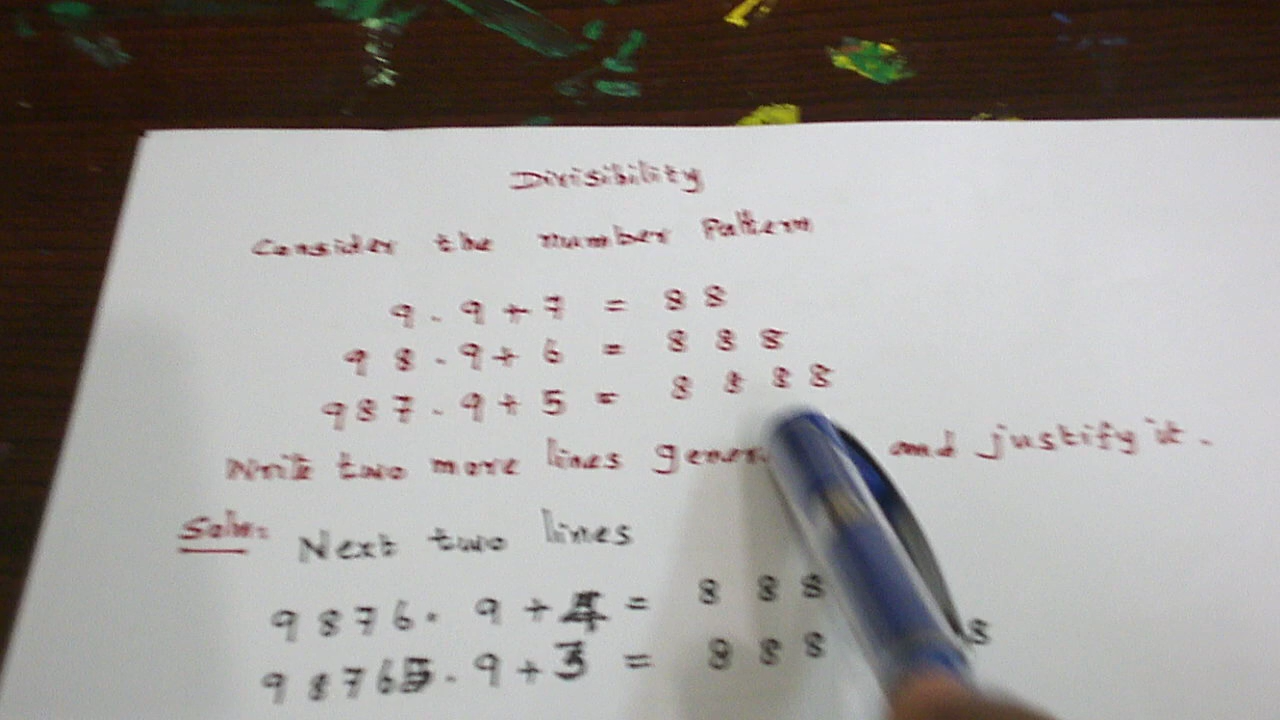 Divisibility
Consider the number Pattern
9 . 9 + 7 = 8 8
9 8 . 9 + 6 = 8 8 8
9 8 7 . 9 + 5 = 8 8 8 8
Write two more lines and justify it .
Soln:
Next two lines
9 8 7 6 . 9 + 4 = 8 8 8
9 8 7 6 5 . 9 + 3 = 8 8 8 8